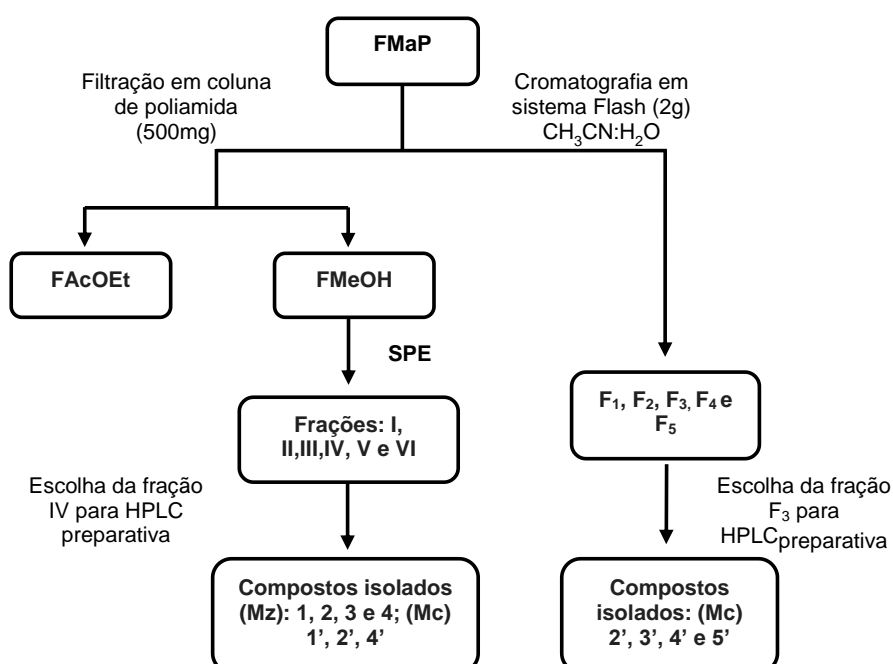 FMaP
Filtração em coluna
de poliamida
(500mg)
Cromatografia em
sistema Flash (2g)
CH₃CN:H₂O
FAcOEt
FMeOH
SPE
Frações: I,
II,III,IV, V e VI
F₁, F₂, F₃, F₄ e
F₅
Escolha da fração
IV para HPLC
preparativa
Escolha da fração
F₃ para
HPLCpreparativa
Compostos isolados
(Mz): 1, 2, 3 e 4; (Mc)
1’, 2’, 4’
Compostos
isolados: (Mc)
2’, 3’, 4’ e 5’